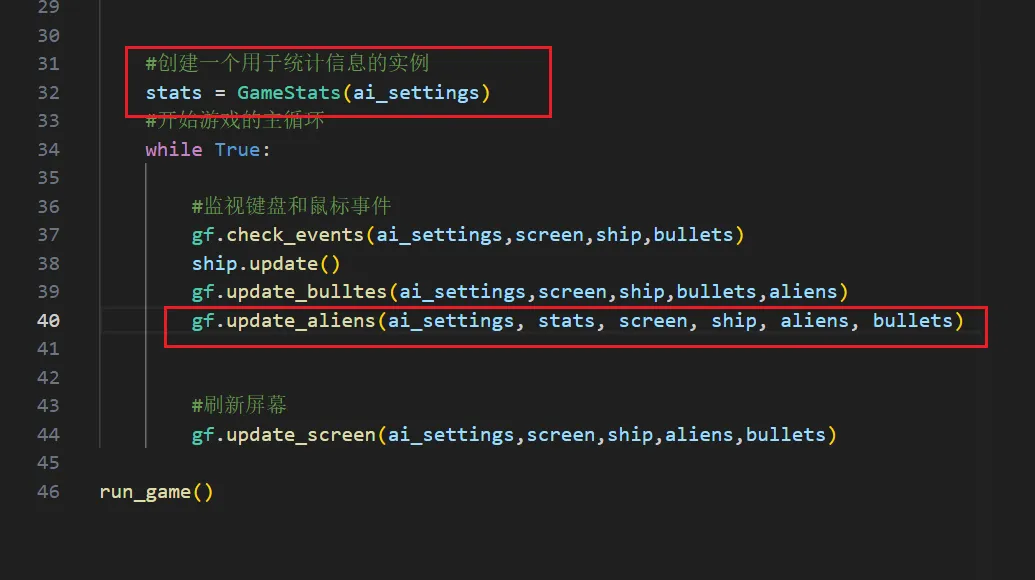 29
30
31 #创建一个用于统计信息的实例
32 stats = GameStats(ai_settings)
33 #开始游戏的主循环
34 while True:
35
36 #监视键盘和鼠标事件
37 gf.check_events(ai_settings,screen,ship,bullets)
38 ship.update()
39 gf.update_bulltes(ai_settings,screen,ship,bullets,aliens)
40 gf.update_aliens(ai_settings, stats, screen, ship, aliens, bullets)
41
42
43 #刷新屏幕
44 gf.update_screen(ai_settings,screen,ship,aliens,bullets)
45
46 run_game()